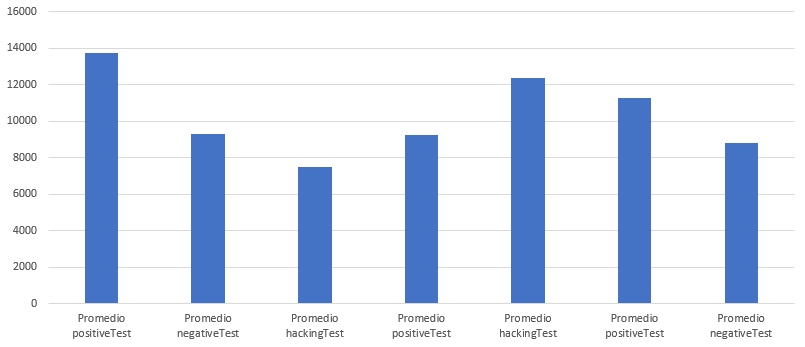 16000
14000
12000
10000
8000
6000
4000
2000
0
Promedio positiveTest
Promedio negativeTest
Promedio hackingTest
Promedio positiveTest
Promedio hackingTest
Promedio positiveTest
Promedio negativeTest